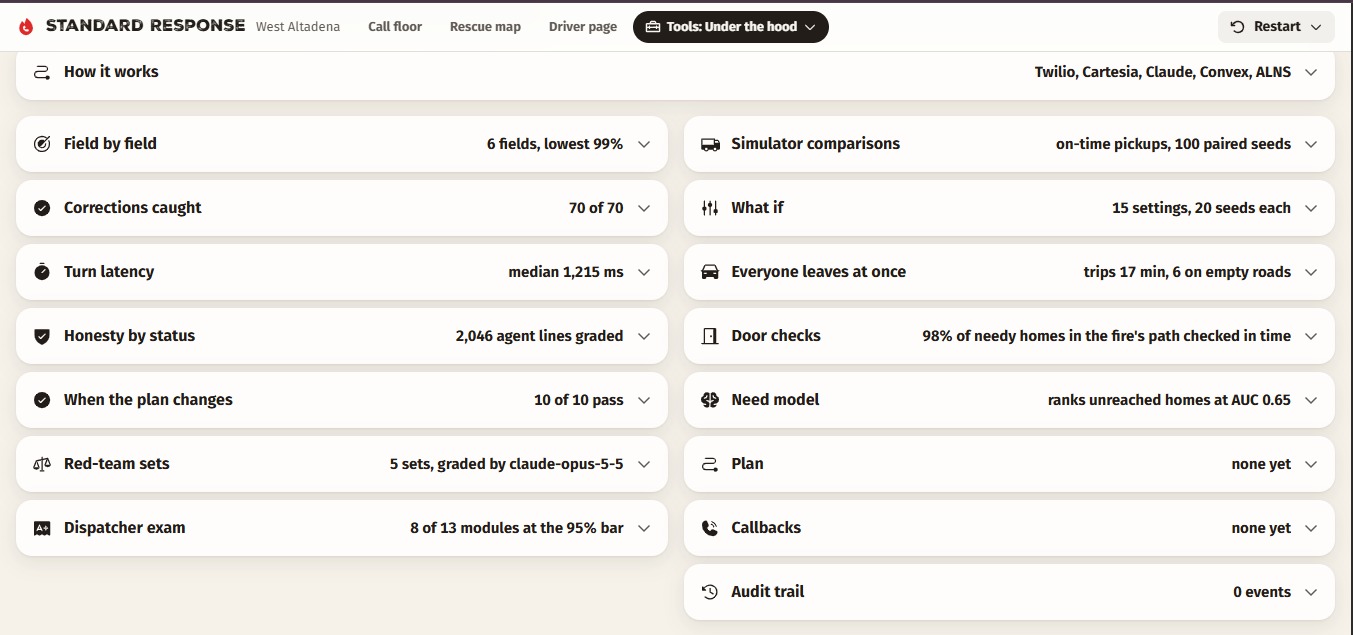 STANDARD RESPONSE West Altadena Call floor Rescue map Driver page Tools: Under the hood Restart
How it works Twilio, Cartesia, Claude, Convex, ALNS
Field by field 6 fields, lowest 99%
Corrections caught 70 of 70
Turn latency median 1,215 ms
Honesty by status 2,046 agent lines graded
When the plan changes 10 of 10 pass
Red-team sets 5 sets, graded by claude-opus-5-5
A+ Dispatcher exam 8 of 13 modules at the 95% bar
Simulator comparisons on-time pickups, 100 paired seeds
What if 15 settings, 20 seeds each
Everyone leaves at once trips 17 min, 6 on empty roads
Door checks 98% of needy homes in the fire's path checked in time
Need model ranks unreached homes at AUC 0.65
Plan none yet
Callbacks none yet
Audit trail 0 events